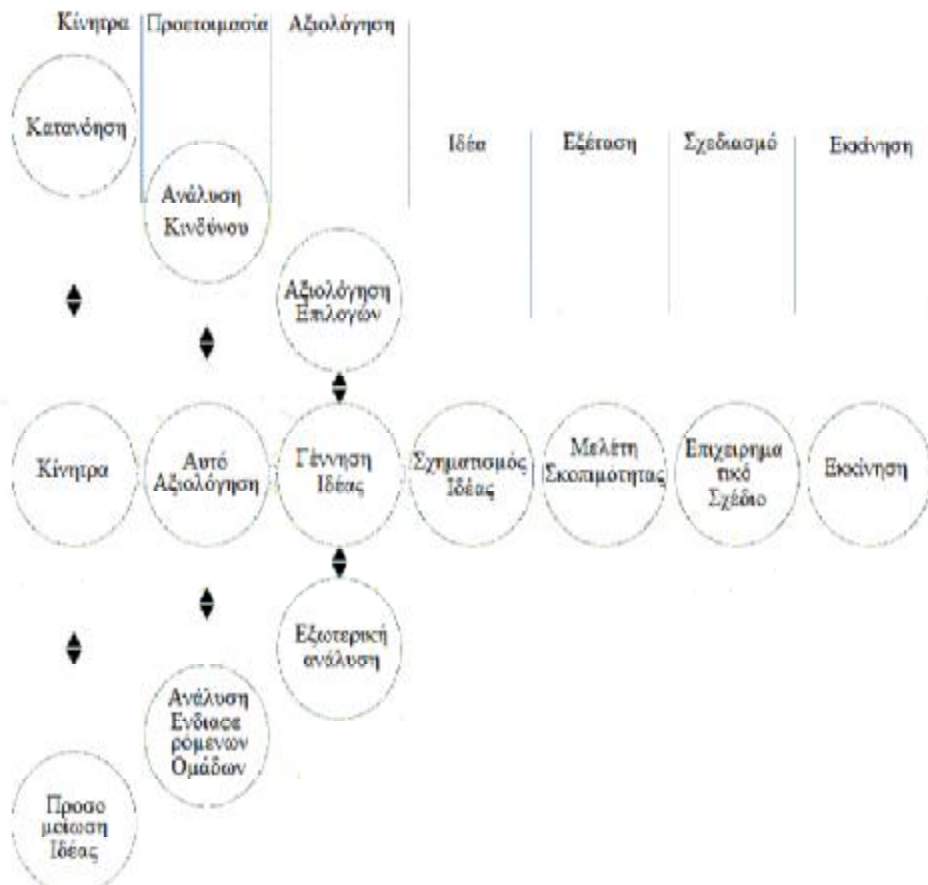 Κίνητρα Προετοιμασία Αξιολόγηση
Κατανόηση
Ιδέα Εξέταση Σχεδιασμό Εκκίνηση
Ανάλυση
Κινδύνου
Αξιολόγηση
Επιλογών
Κίνητρα
Αυτό
Αξιολόγηση
Γέννηση
Ιδέας
Σχηματισμός
Ιδέας
Μελέτη
Σκοπιμότητας
Επιχειρημα
τικό
Σχέδιο
Εκκίνηση
Εξωτερική
ανάλυση
Ανάλυση
Ενδιαφε
ρόμενων
Ομάδων
Προσο
μείωση
Ιδέας